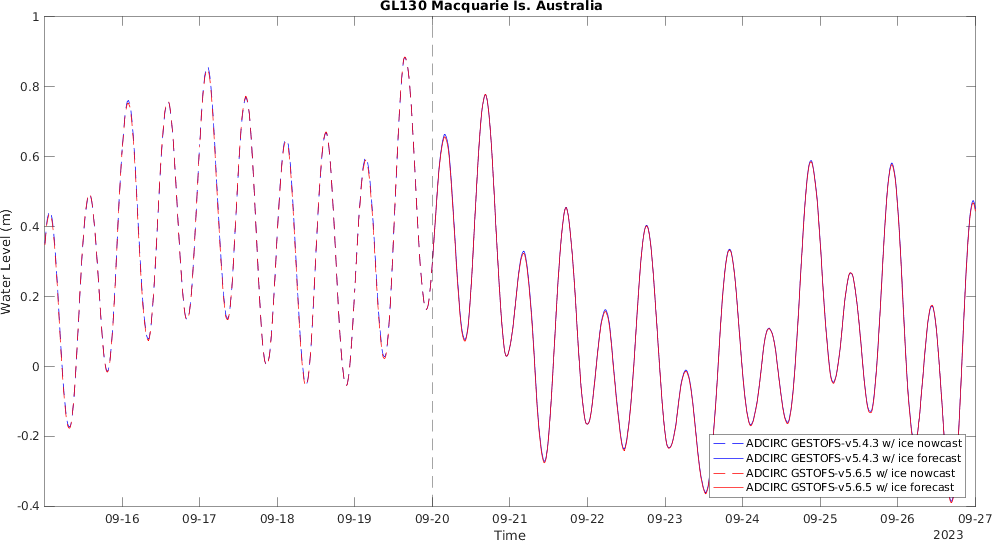 GL130 Macquarie Is. Australia
1
0.8
0.6
0.4
0.2
0
-0.2
-0.4
Water Level (m)
ADCIRC GESTOFS-v5.4.3 w/ ice nowcast
ADCIRC GESTOFS-v5.4.3 w/ ice forecast
ADCIRC GSTOFS-v5.6.5 w/ ice nowcast
ADCIRC GSTOFS-v5.6.5 w/ ice forecast
09-16 09-17 09-18 09-19 09-20 09-21 09-22 09-23 09-24 09-25 09-26 09-27
Time
2023